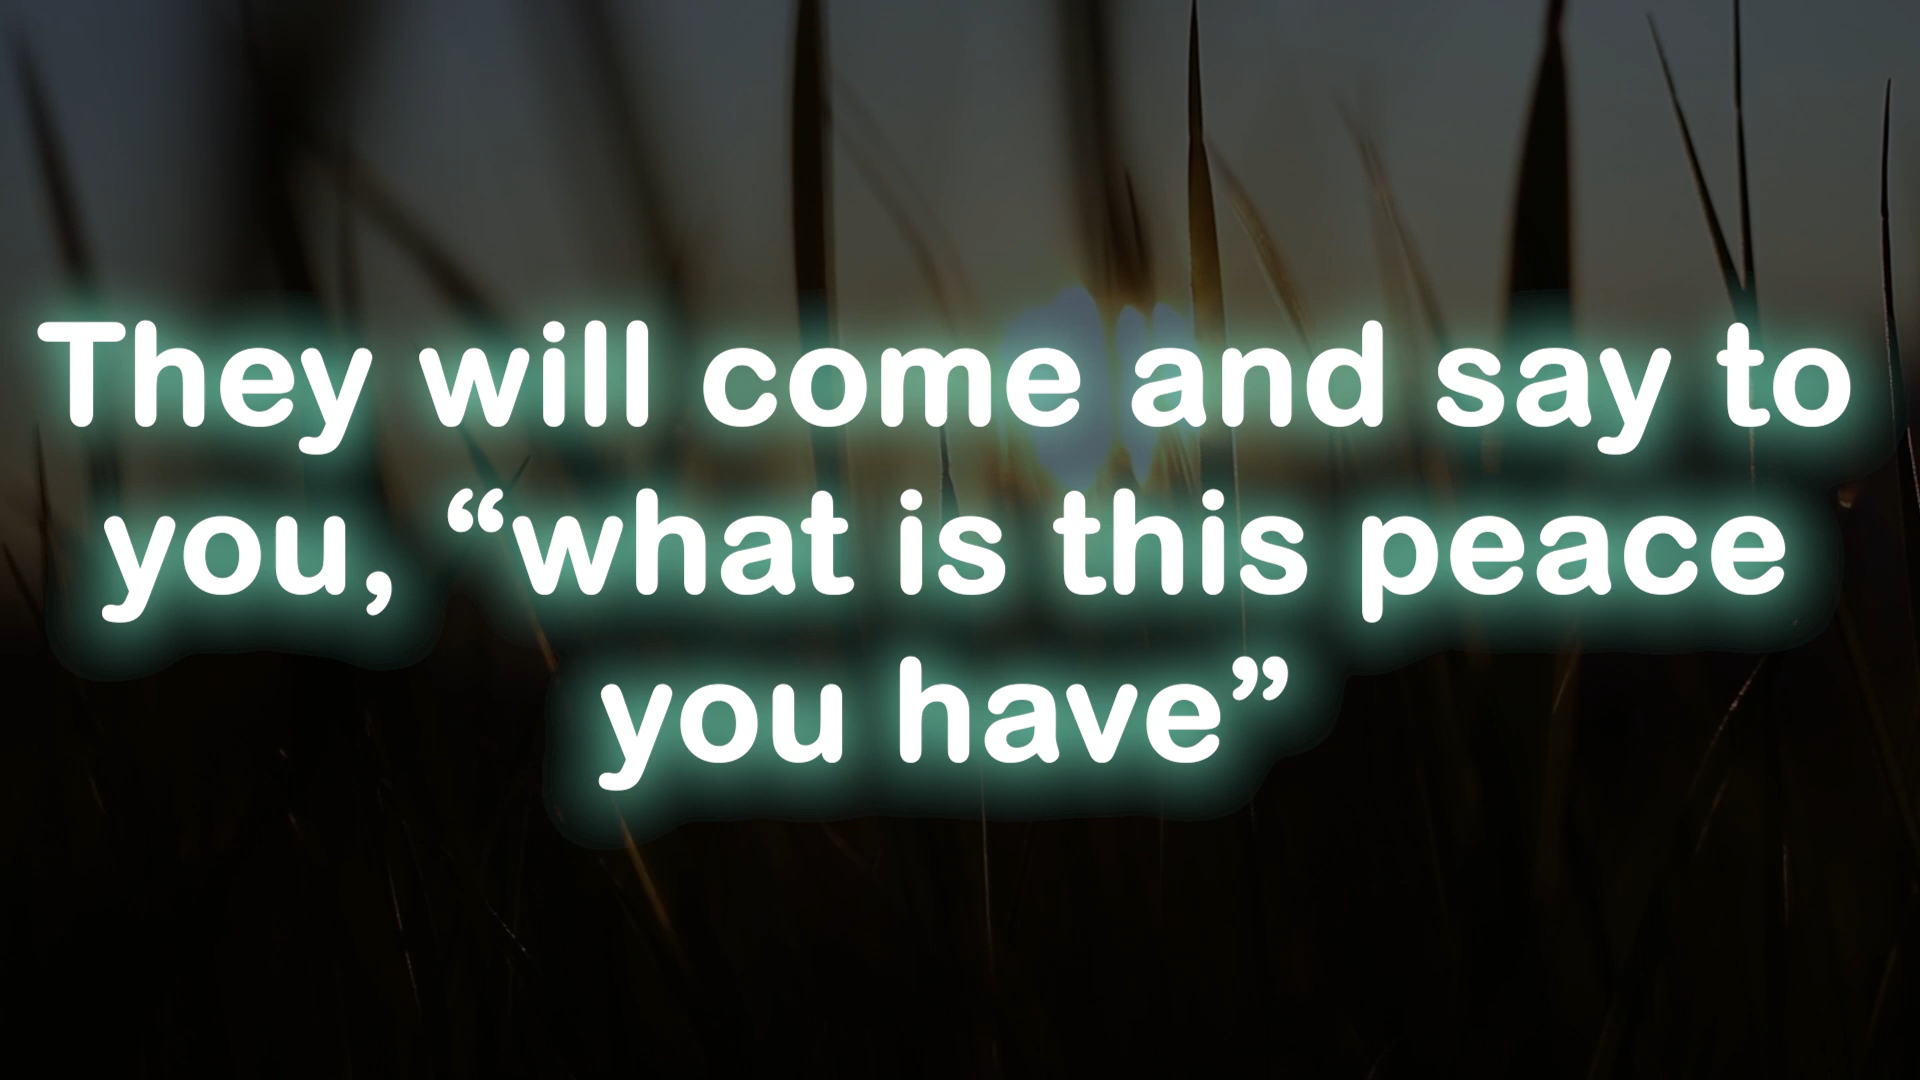 They will come and say to
you, “what is this peace
you have”